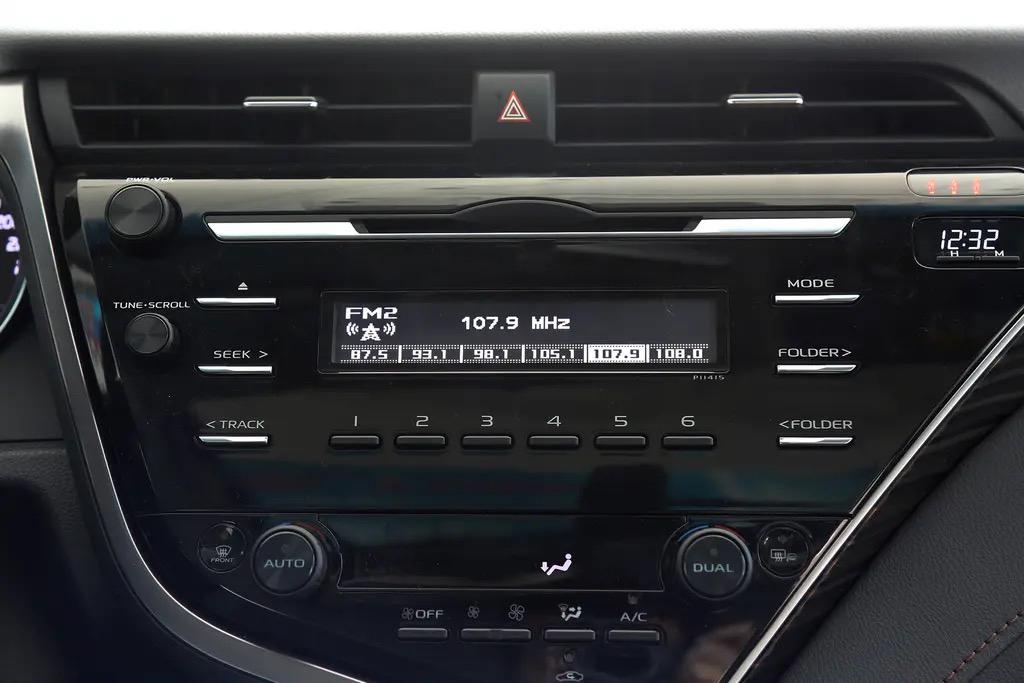 PWR•VOL
12:32
H M
MODE
TUNE•SCROLL
FM2
107.9 MHz
87.5 93.1 98.1 105.1 107.9 108.0
SEEK >
FOLDER>
P11415
< TRACK
1 2 3 4 5 6
<FOLDER
FRONT
AUTO
DUAL
OFF
A/C